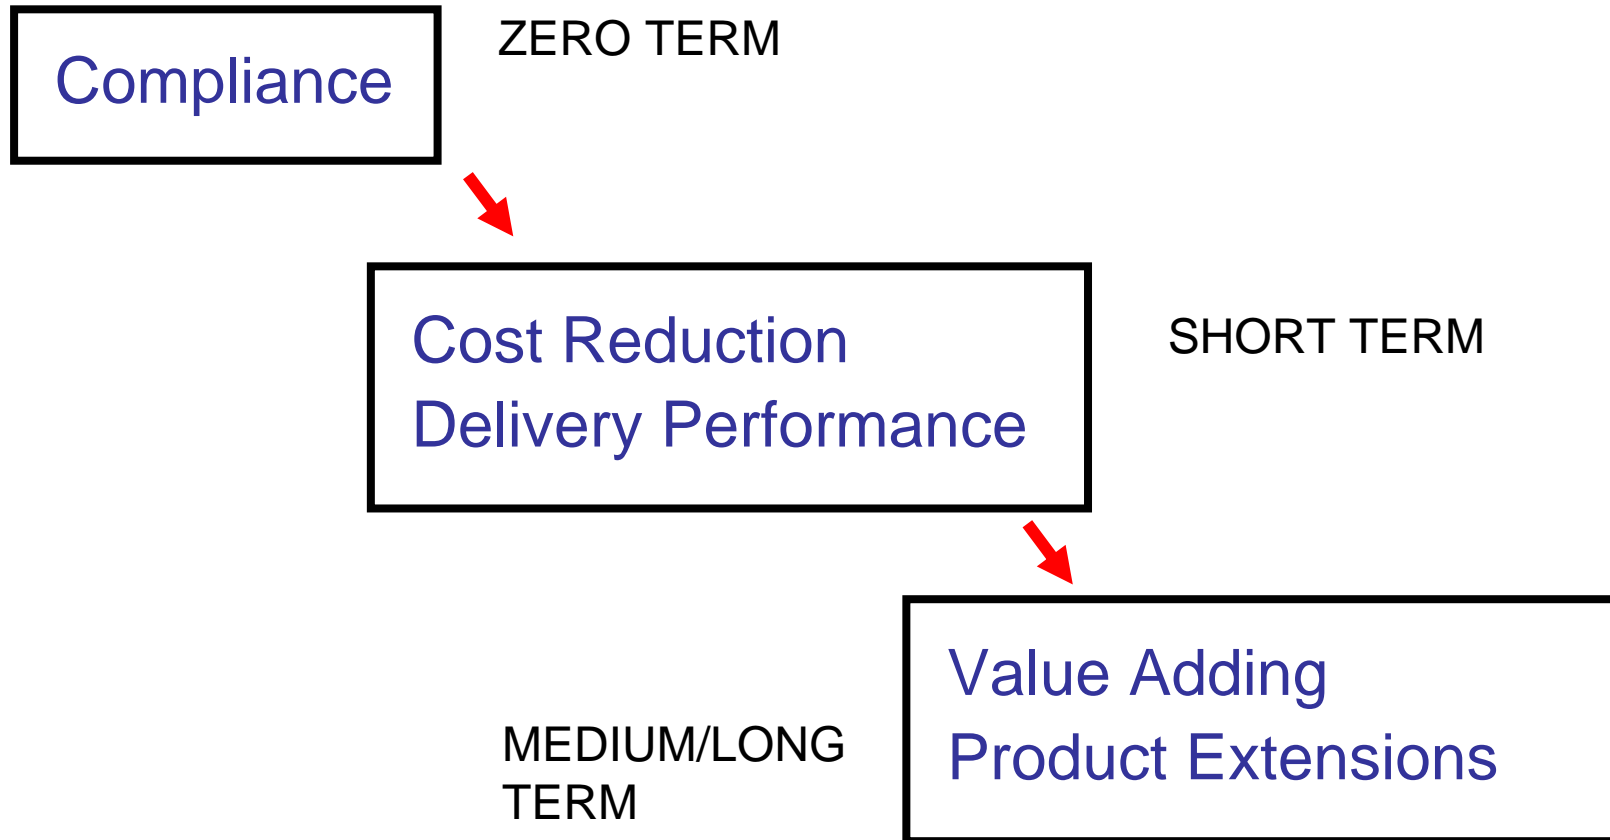 Compliance
ZERO TERM
Cost Reduction
Delivery Performance
SHORT TERM
Value Adding
Product Extensions
MEDIUM/LONG
TERM